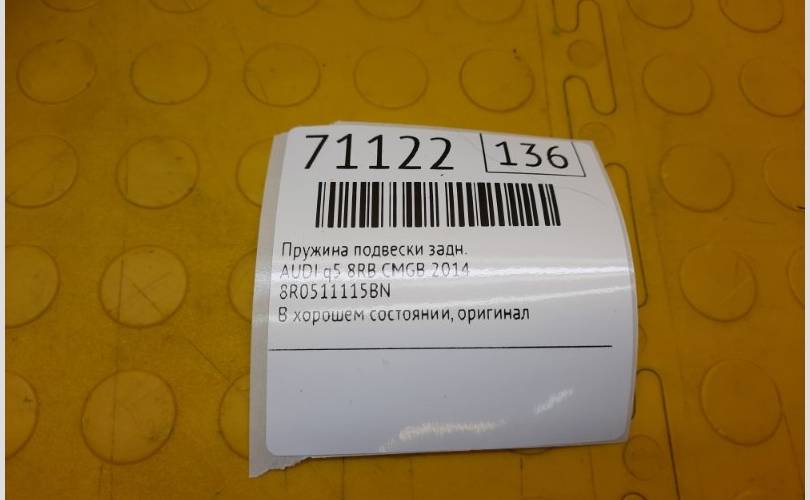 71122 136
Пружина подвески задн.
AUDI q5 8RB CMGB 2014
8R0511115BN
В хорошем состоянии, оригинал